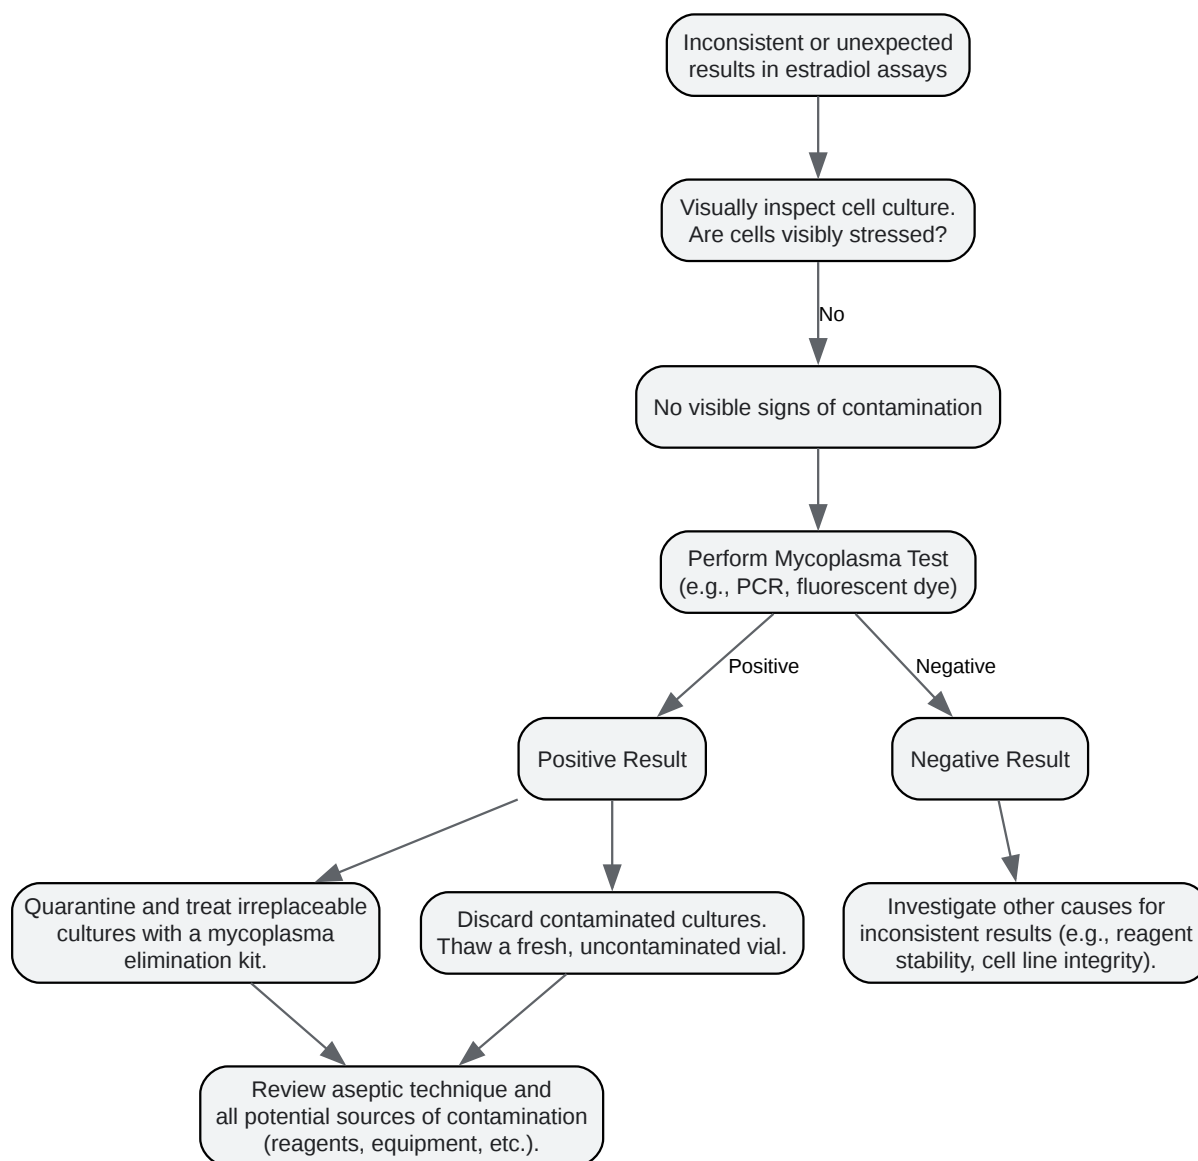 Inconsistent or unexpected
results in estradiol assays
Visually inspect cell culture.
Are cells visibly stressed?
No
No visible signs of contamination
Perform Mycoplasma Test
(e.g., PCR, fluorescent dye)
Positive
Negative
Positive Result
Negative Result
Quarantine and treat irreplaceable
cultures with a mycoplasma
elimination kit.
Discard contaminated cultures.
Thaw a fresh, uncontaminated vial.
Investigate other causes for
inconsistent results (e.g., reagent
stability, cell line integrity).
Review aseptic technique and
all potential sources of contamination
(reagents, equipment, etc.).